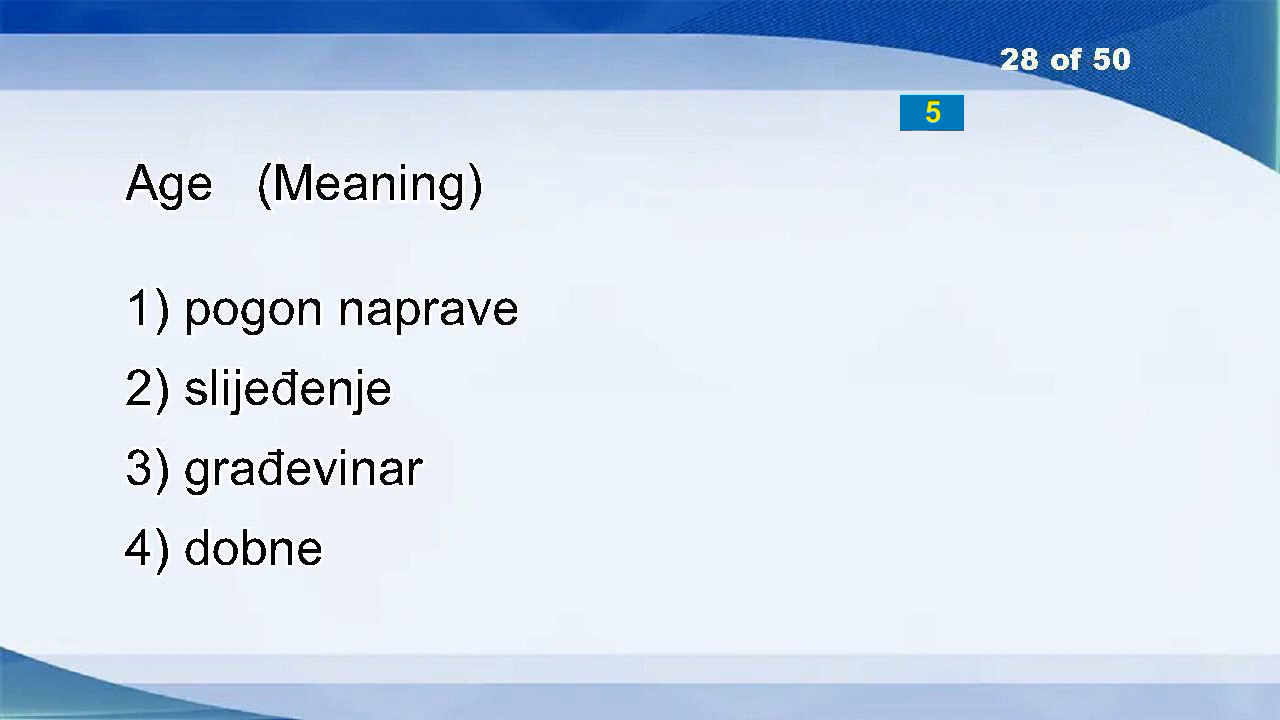 28 of 50
5
Age (Meaning)
1) pogon naprave
2) slijeđenje
3) građevinar
4) dobne